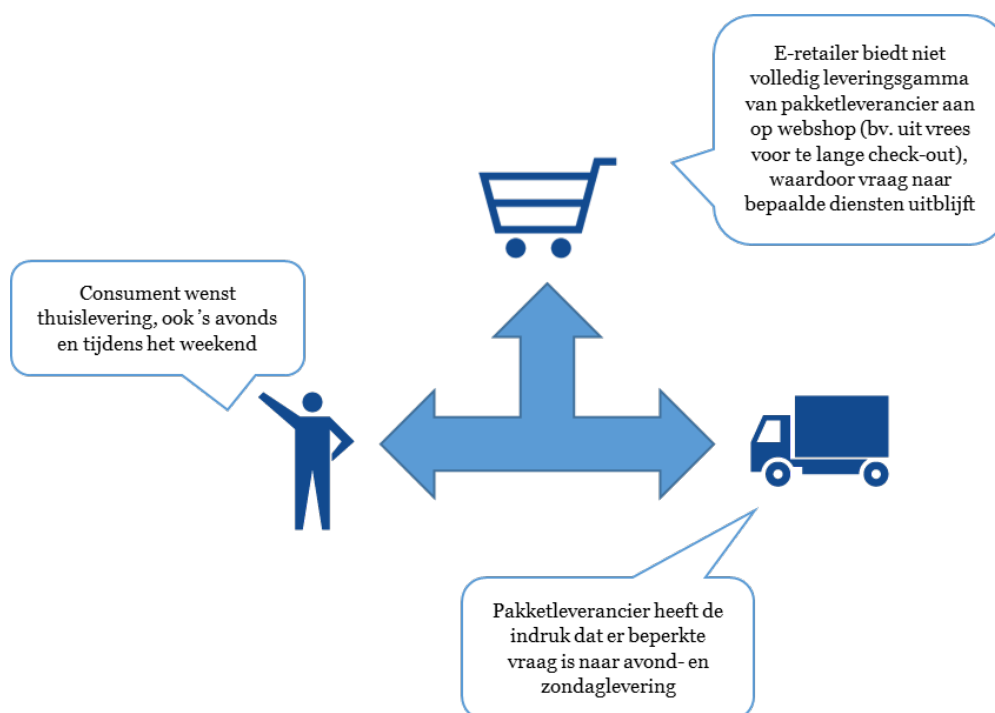 E-retailer biedt niet
volledig leveringsgamma
van pakketleverancier aan
op webshop (bv. uit vrees
voor te lange check-out),
waardoor vraag naar
bepaalde diensten uitblijft
Consument wenst
thuislevering, ook ’s avonds
en tijdens het weekend
Pakketleverancier heeft de
indruk dat er beperkte
vraag is naar avond- en
zondaglevering